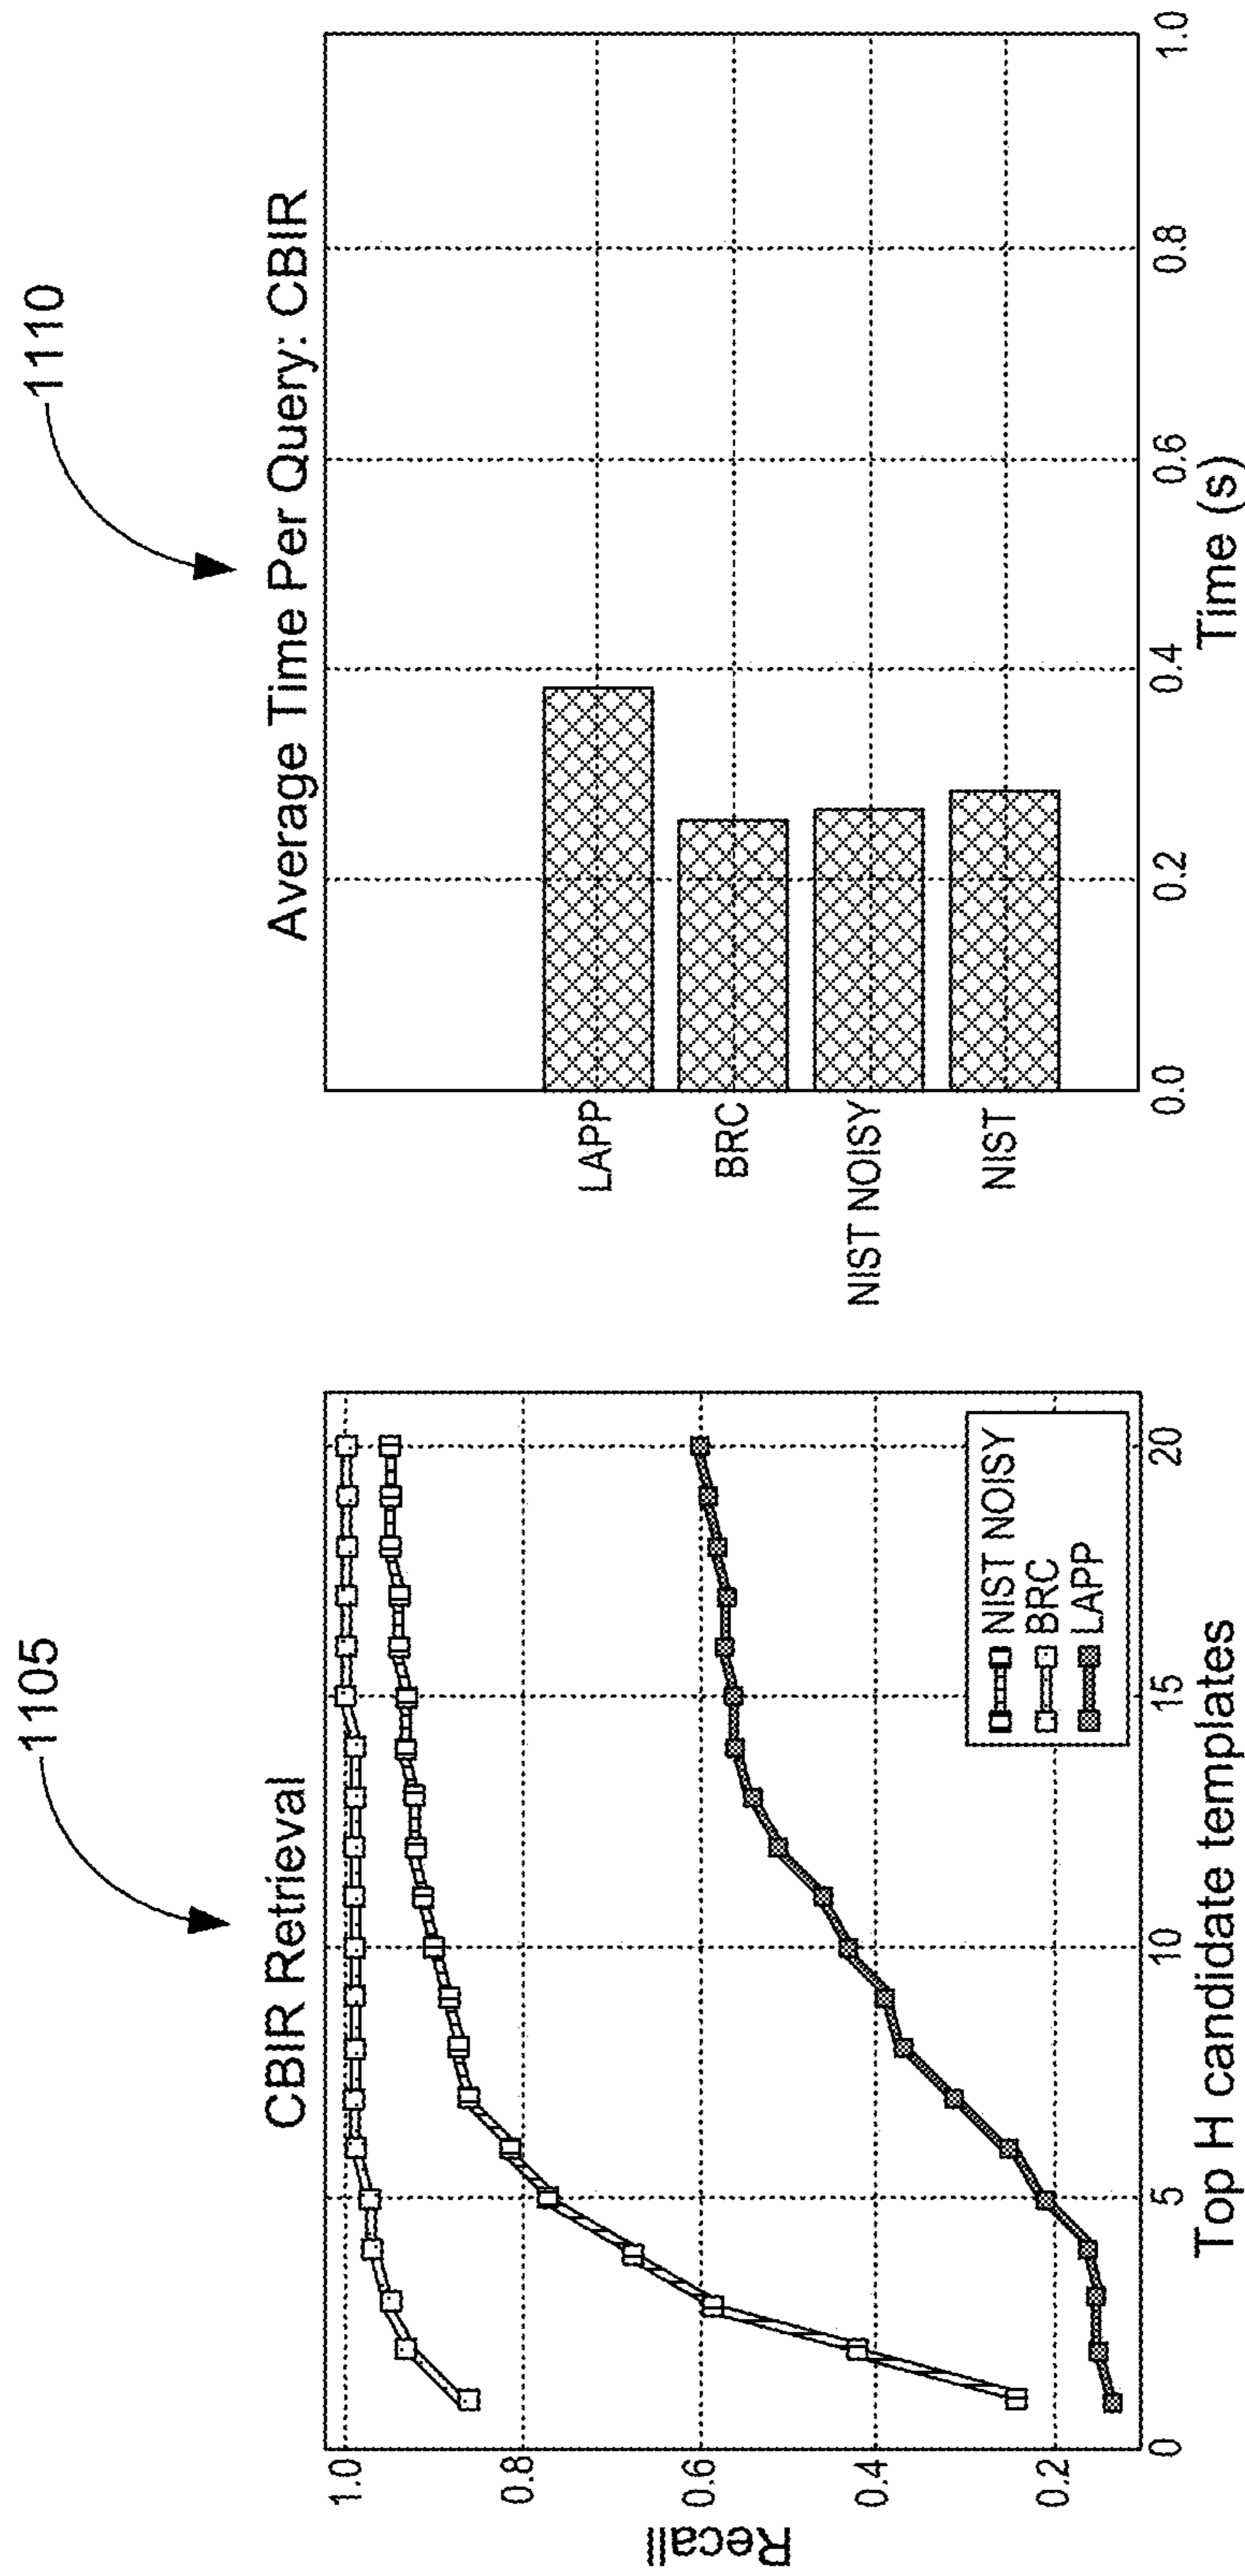 1105
CBIR Retrieval
Recall
1.0
0.8
0.6
0.4
0.2
0
5
10
15
20
Top H candidate templates
NIST NOISY
BRC
LAPP
1110
Average Time Per Query: CBIR
LAPP
BRC
NIST NOISY
NIST
0.0
0.2
0.4
0.6
0.8
1.0
Time (s)